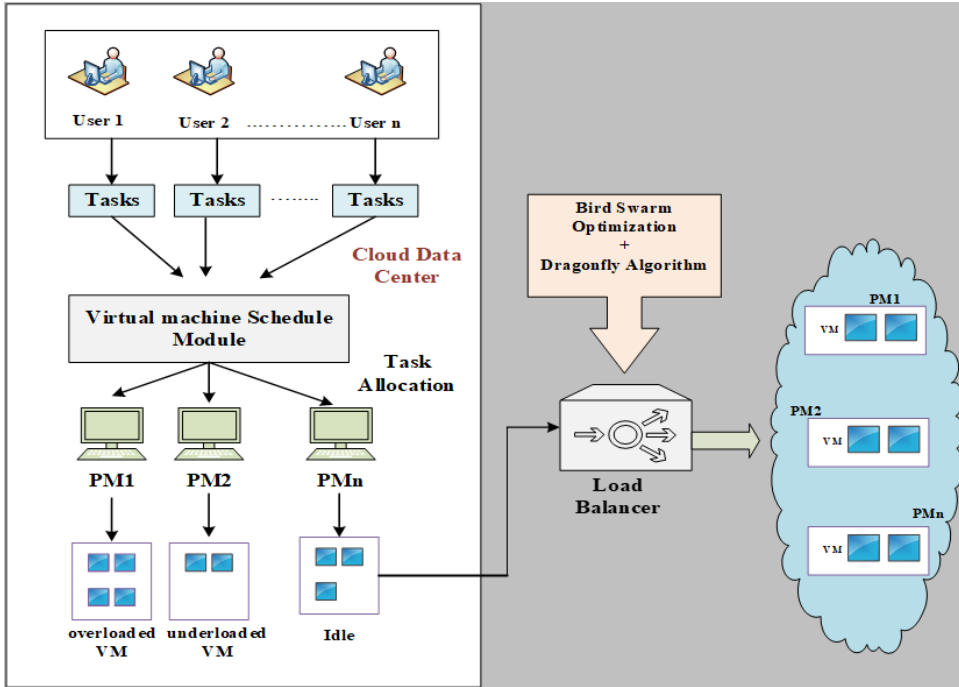 User 1
User 2
..............
User n
Tasks
Tasks
........
Tasks
Cloud Data
Center
Virtual machine Schedule
Module
Task
Allocation
PM1
PM2
PMn
overloaded
VM
underloaded
VM
Idle
Bird Swarm
Optimization
+
Dragonfly Algorithm
Load
Balancer
PM1
VM
PM2
VM
PMn
VM